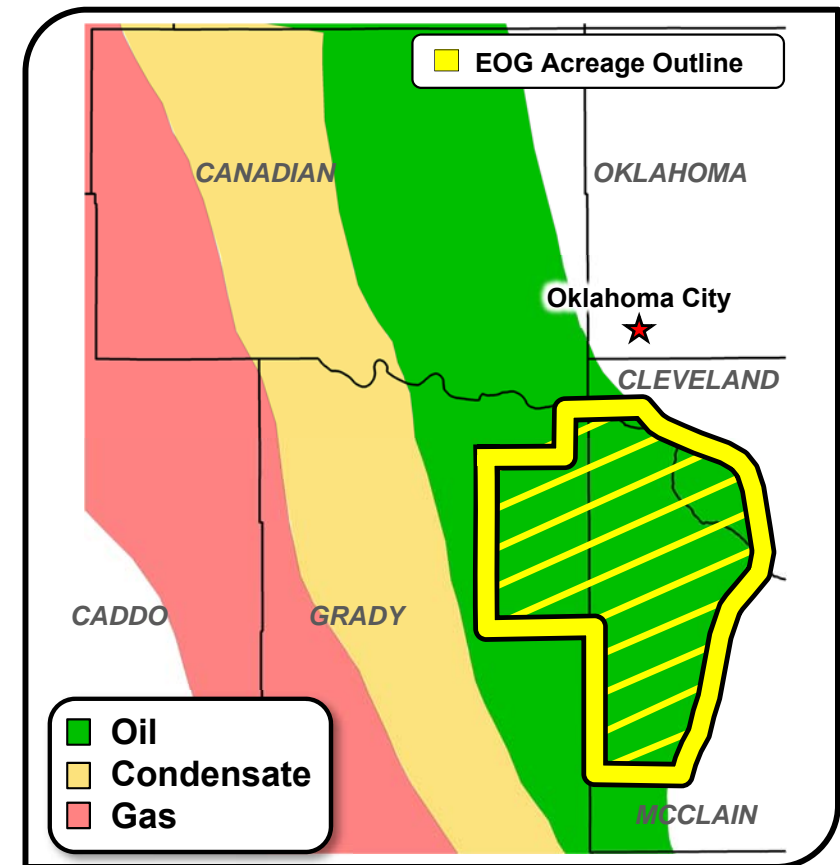 EOG Acreage Outline
CANADIAN
OKLAHOMA
Oklahoma City
CLEVELAND
CADDO
GRADY
Oil
Condensate
Gas
MCCLAIN